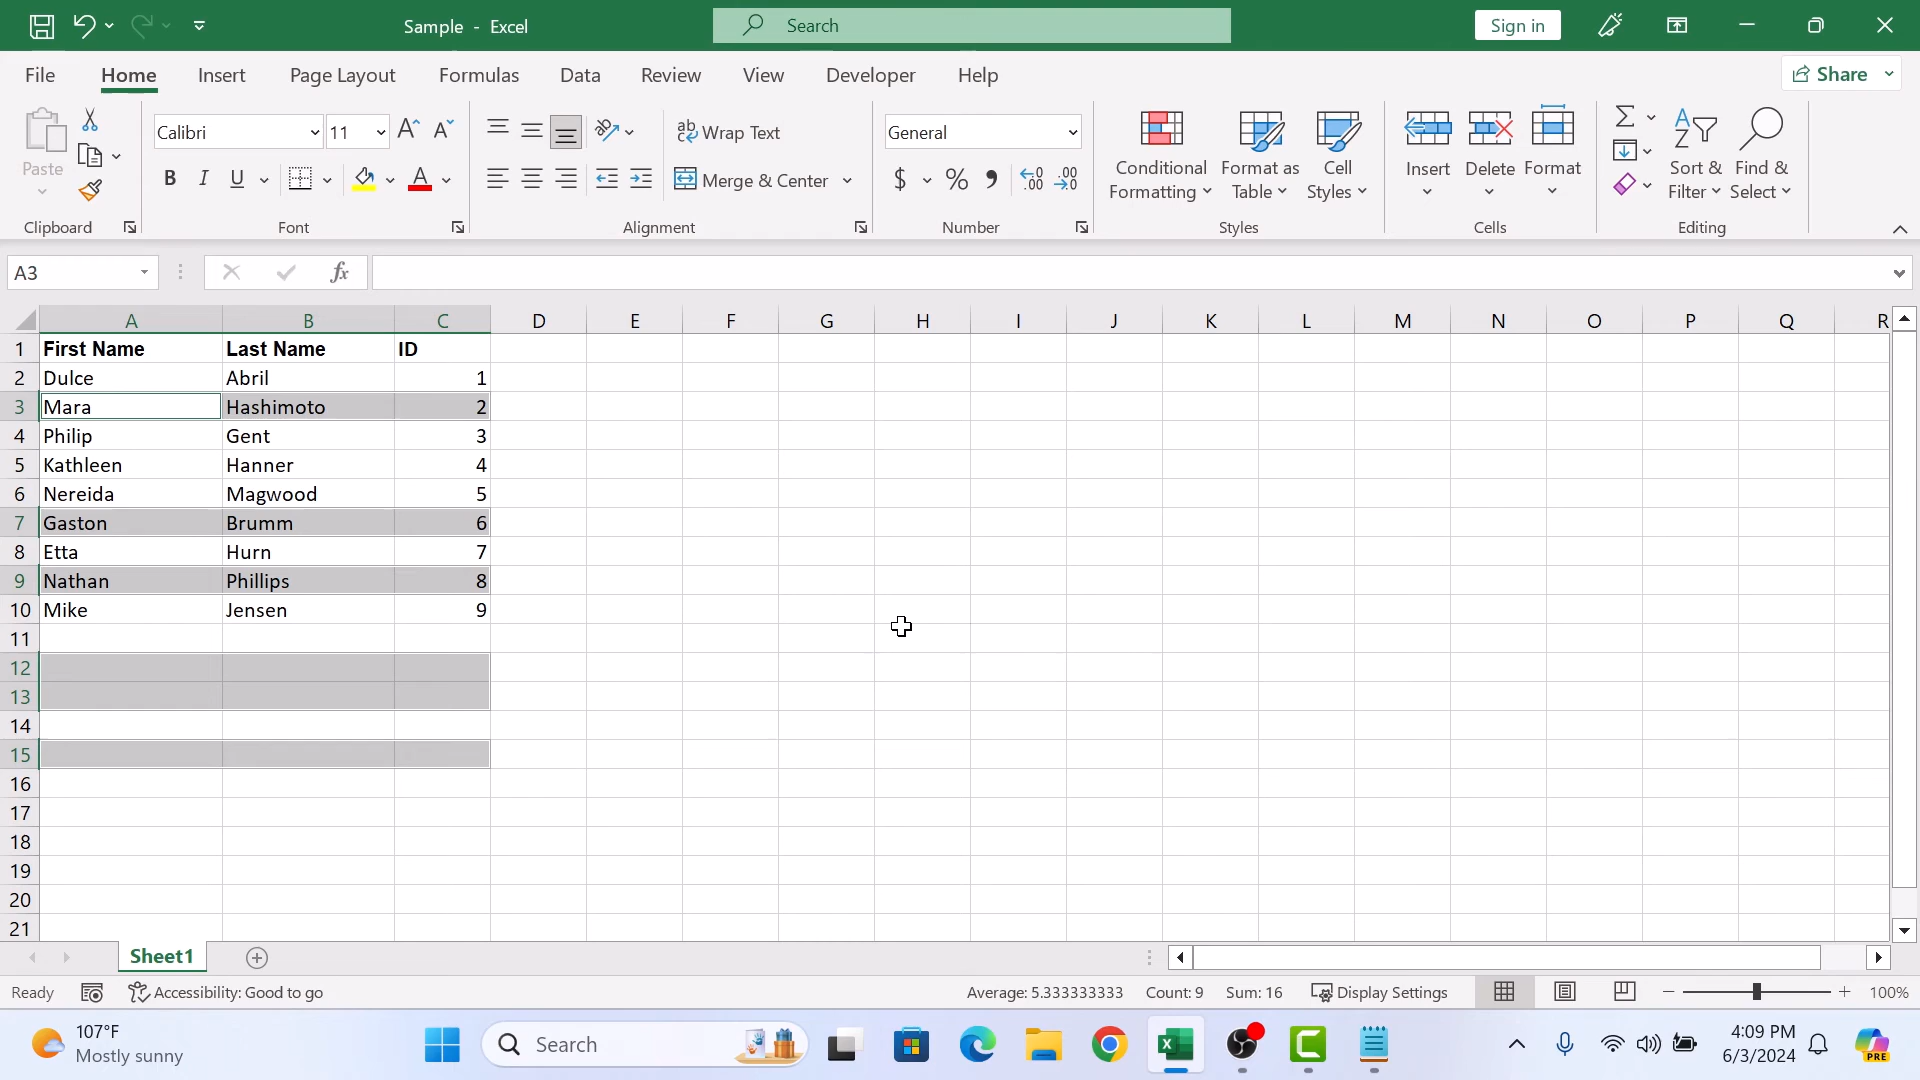 Sample - Excel
Search
Sign in
File Home Insert Page Layout Formulas Data Review View Developer Help
Share
Paste
Calibri 11
B I U A
ab Wrap Text
Merge & Center
General
$ % 9
Conditional Formatting
Format as Table
Cell Styles
Insert
Delete
Format
Sort & Filter
Find & Select
Clipboard Font Alignment Number Styles Cells Editing
A3
fx
A B C D E F G H I J K L M N O P Q R
1 First Name Last Name ID
2 Dulce Abril 1
3 Mara Hashimoto 2
4 Philip Gent 3
5 Kathleen Hanner 4
6 Nereida Magwood 5
7 Gaston Brumm 6
8 Etta Hurn 7
9 Nathan Phillips 8
10 Mike Jensen 9
11
12
13
14
15
16
17
18
19
20
21
Sheet1
Ready
Accessibility: Good to go
Average: 5.333333333 Count: 9 Sum: 16
Display Settings
100%
107°F
Mostly sunny
Search
4:09 PM
6/3/2024
PRE